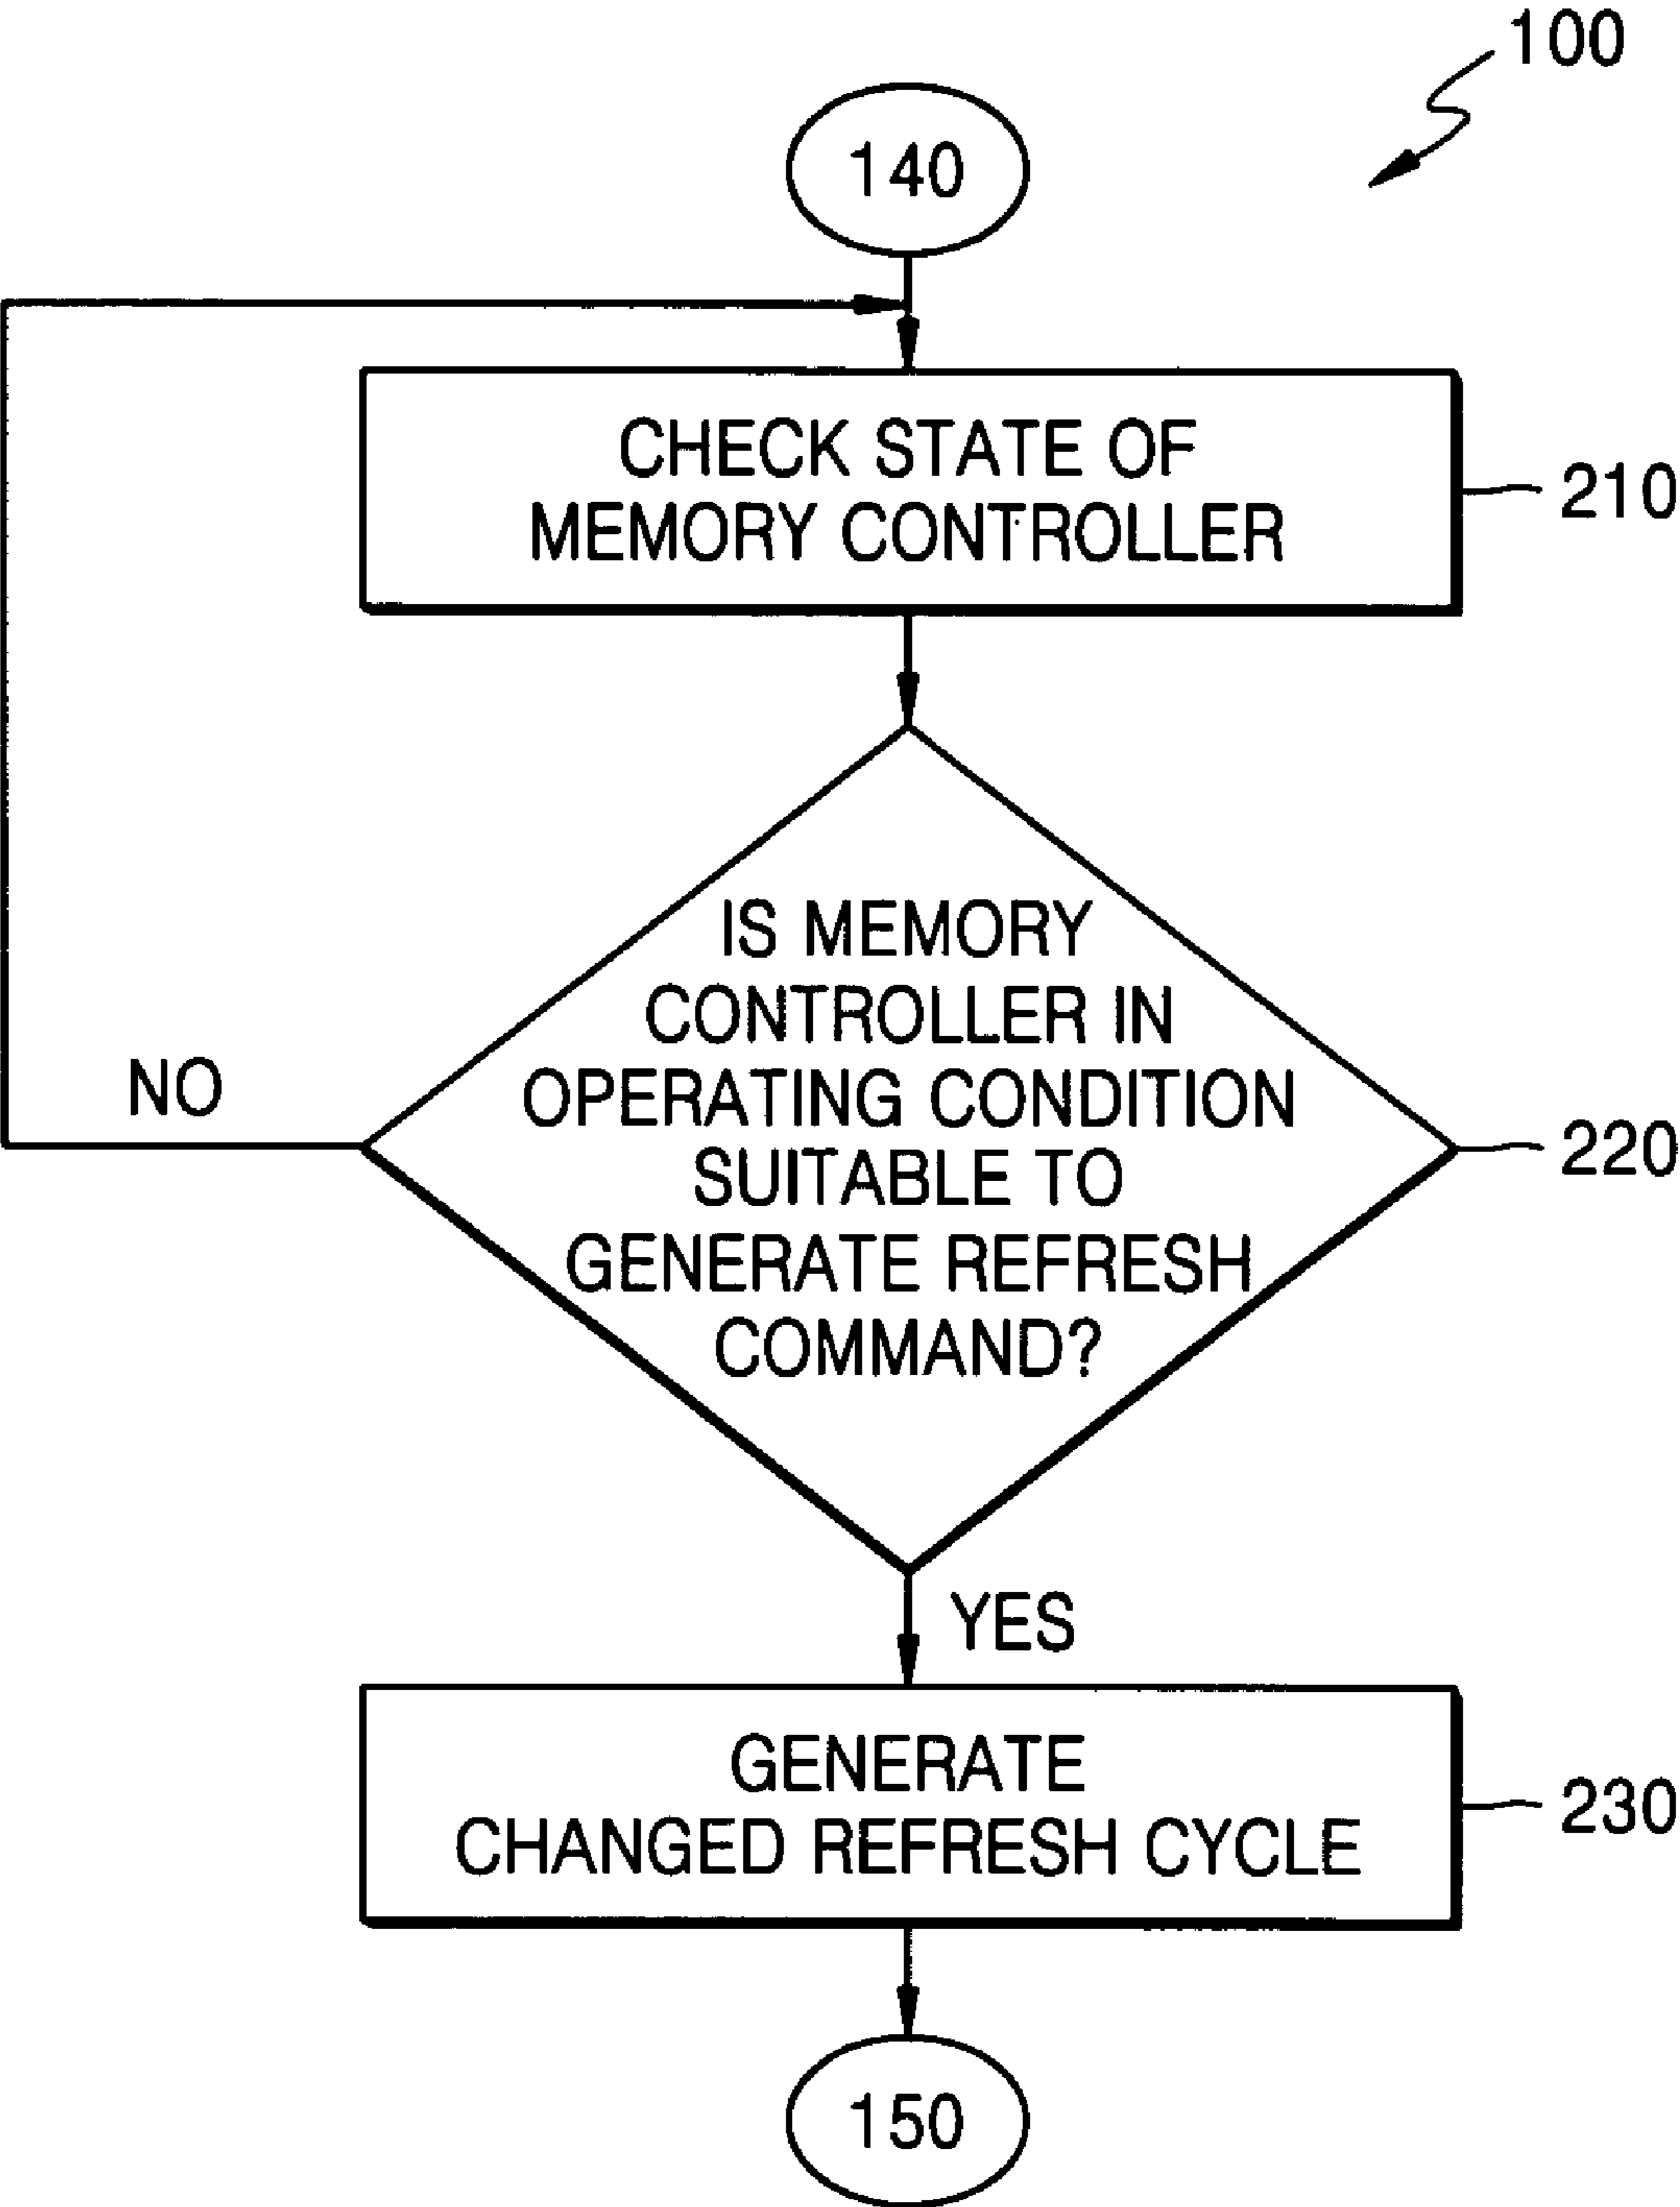 100
140
CHECK STATE OF
MEMORY CONTROLLER
210
IS MEMORY
CONTROLLER IN
OPERATING CONDITION
SUITABLE TO
GENERATE REFRESH
COMMAND?
NO
220
YES
GENERATE
CHANGED REFRESH CYCLE
230
150